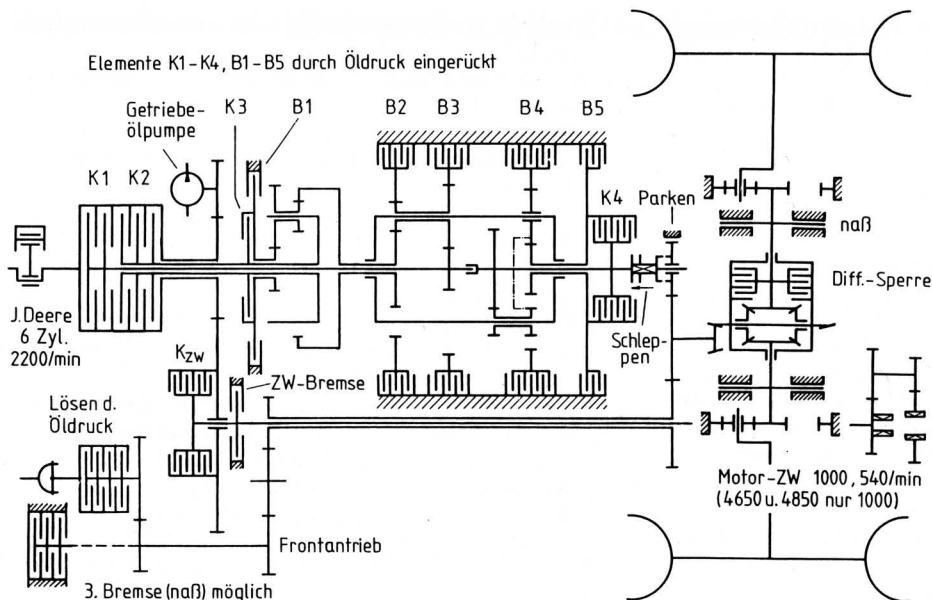 Elemente K1-K4, B1-B5 durch Öldruck eingerückt
Getriebe-
ölpumpe
K3
B1
B2
B3
B4
B5
K1
K2
K4
Parken
naß
Diff.-Sperre
J.Deere
6 Zyl.
2200/min
Schlep-
pen
KZW
ZW-Bremse
Lösen d.
Öldruck
Motor-ZW 1000, 540/min
(4650 u. 4850 nur 1000)
Frontantrieb
3. Bremse (naß) möglich